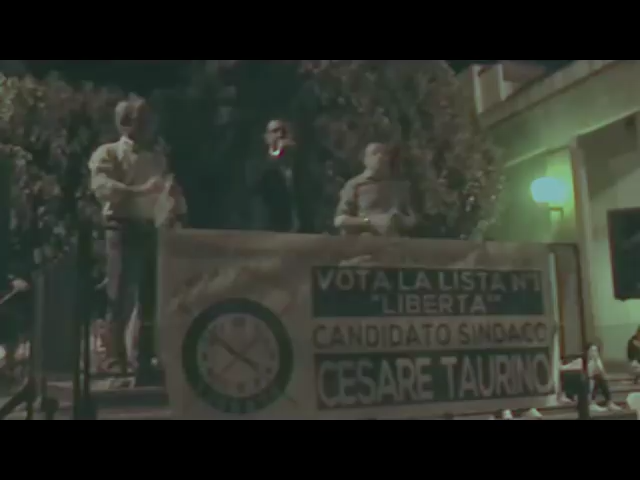 VOTA LA LISTA N°1
"LIBERTA'"
CANDIDATO SINDACO
CESARE TAURINO